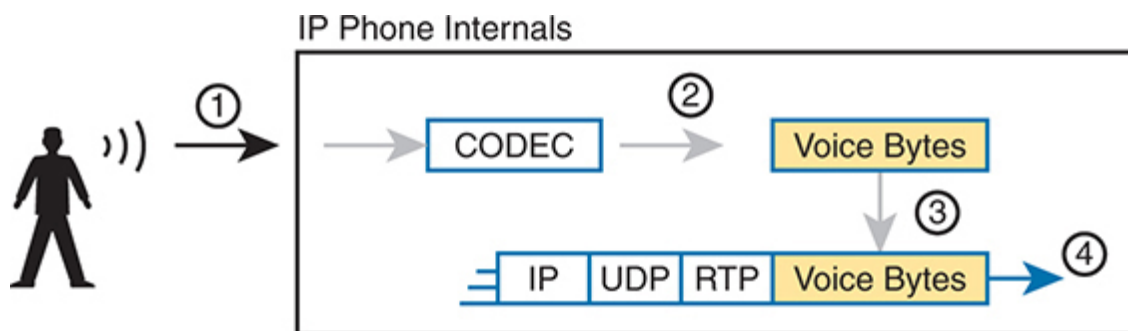 IP Phone Internals
1
2
CODEC
Voice Bytes
3
IP UDP RTP Voice Bytes
4